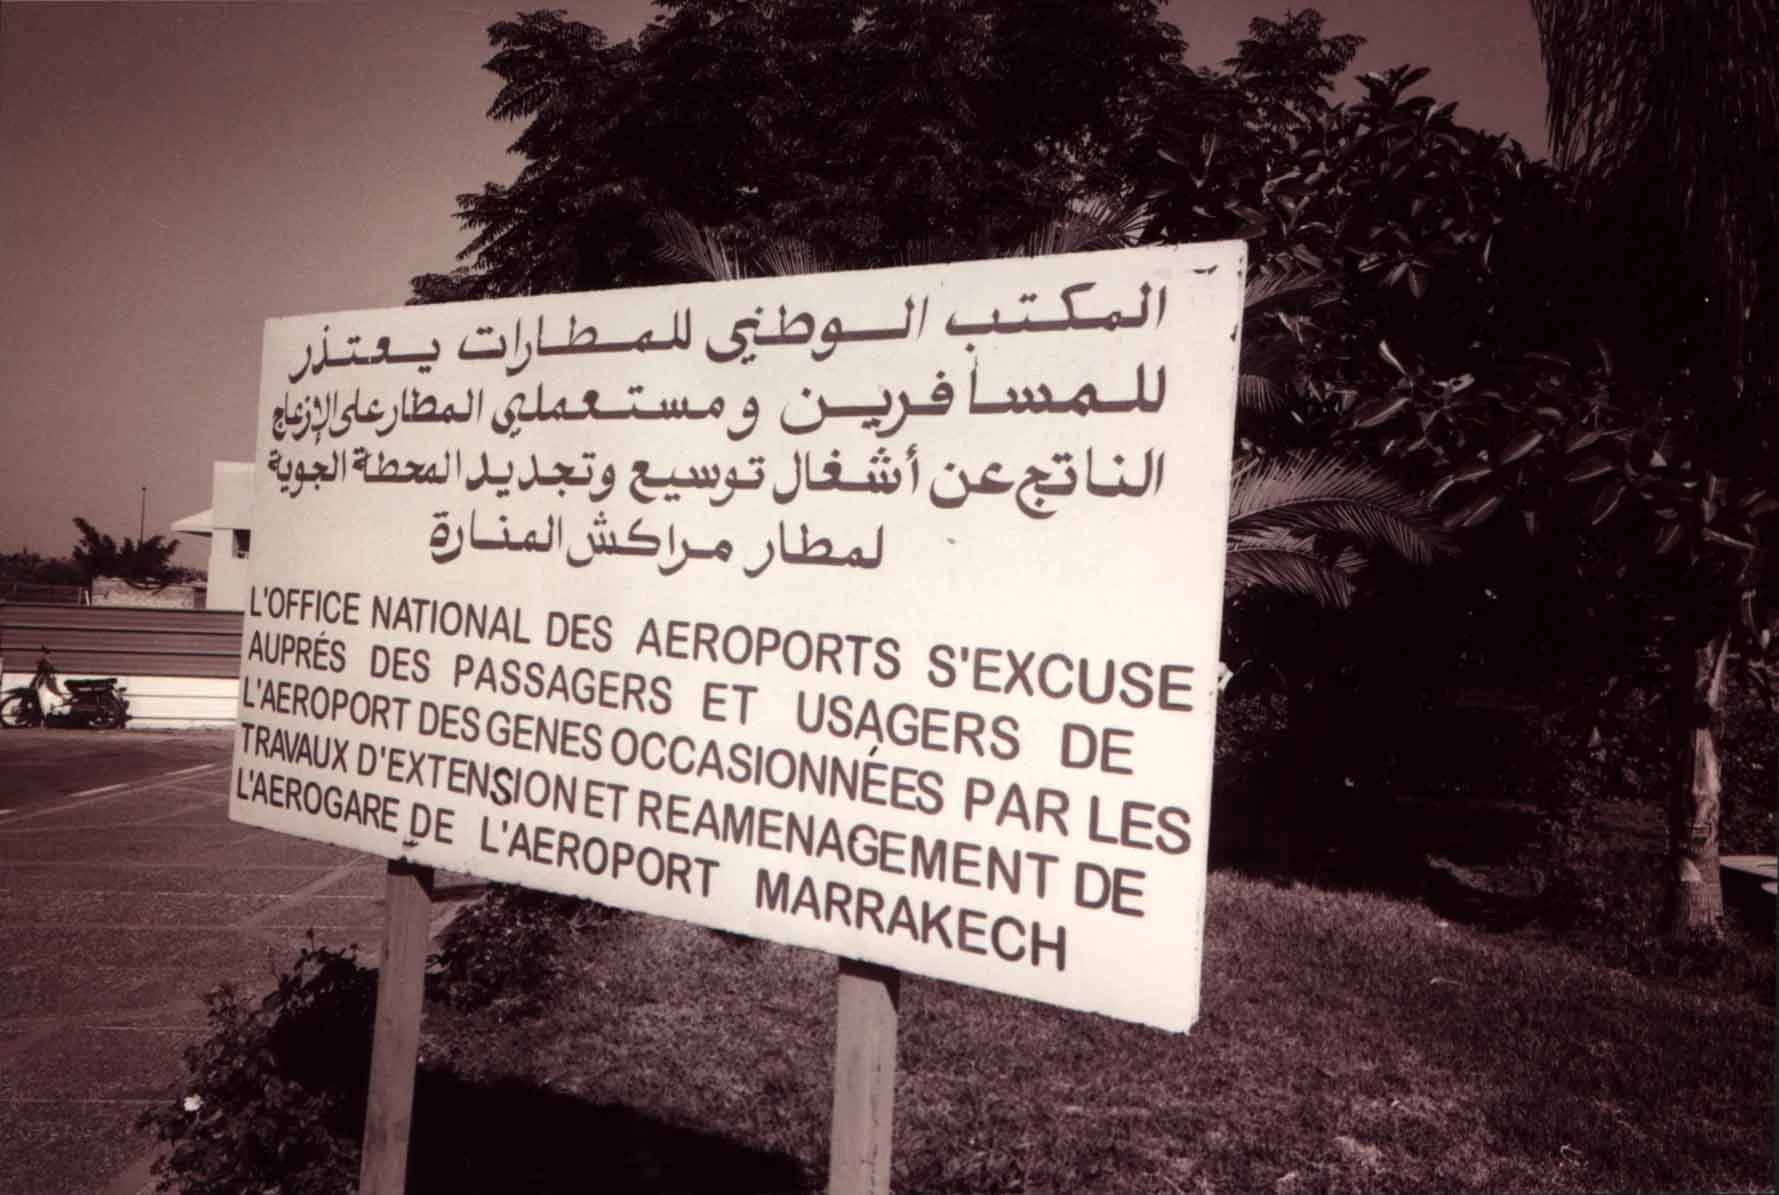 المكتب الوطني للمطارات يعتذر
للمسافرين ومستعملي المطار على الإزعاج
الناتج عن أشغال توسيع وتجديد المحطة الجوية
لمطار مراكش المنارة
L'OFFICE NATIONAL DES AEROPORTS S'EXCUSE
AUPRÉS DES PASSAGERS ET USAGERS DE
L'AEROPORT DES GENES OCCASIONNÉES PAR LES
TRAVAUX D'EXTENSION ET REAMENAGEMENT DE
L'AEROGARE DE L'AEROPORT MARRAKECH